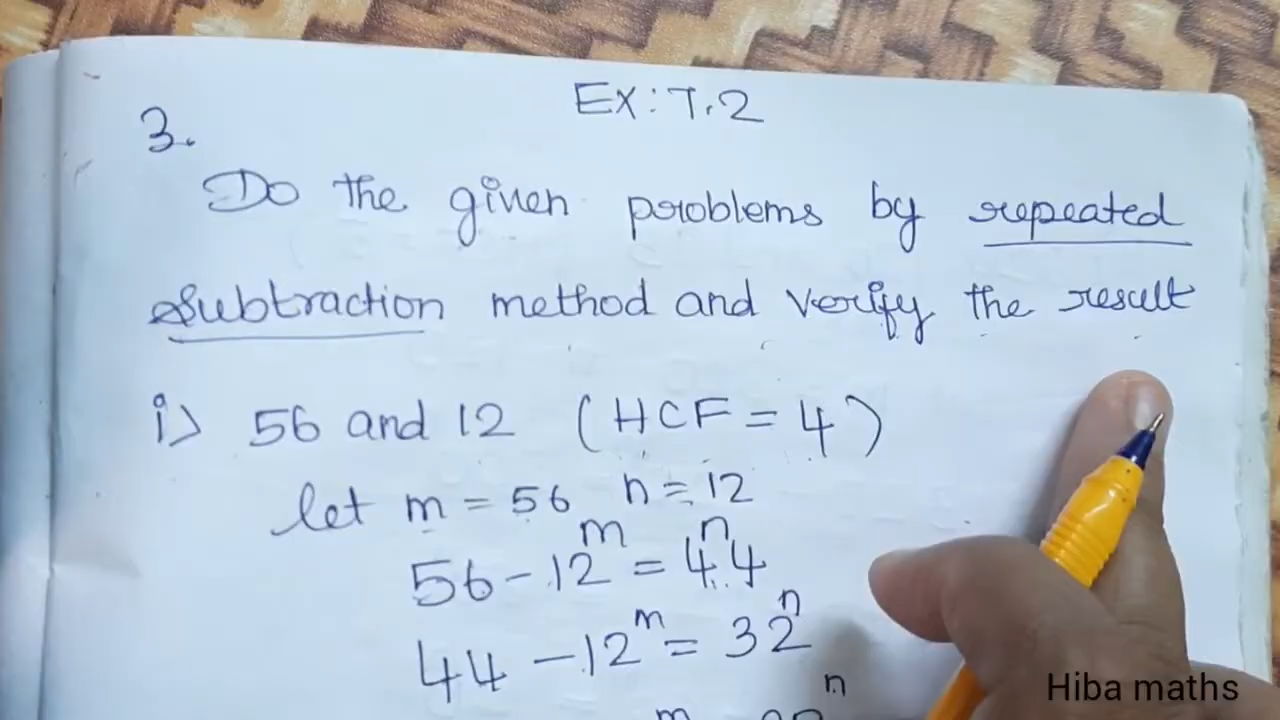 Ex: 7.2
3.
Do the given problems by repeated
subtraction method and verify the result
i) 56 and 12 (HCF = 4)
let m = 56 n = 12
m n
56 - 12 = 44
m n
44 - 12 = 32
m n
Hiba maths